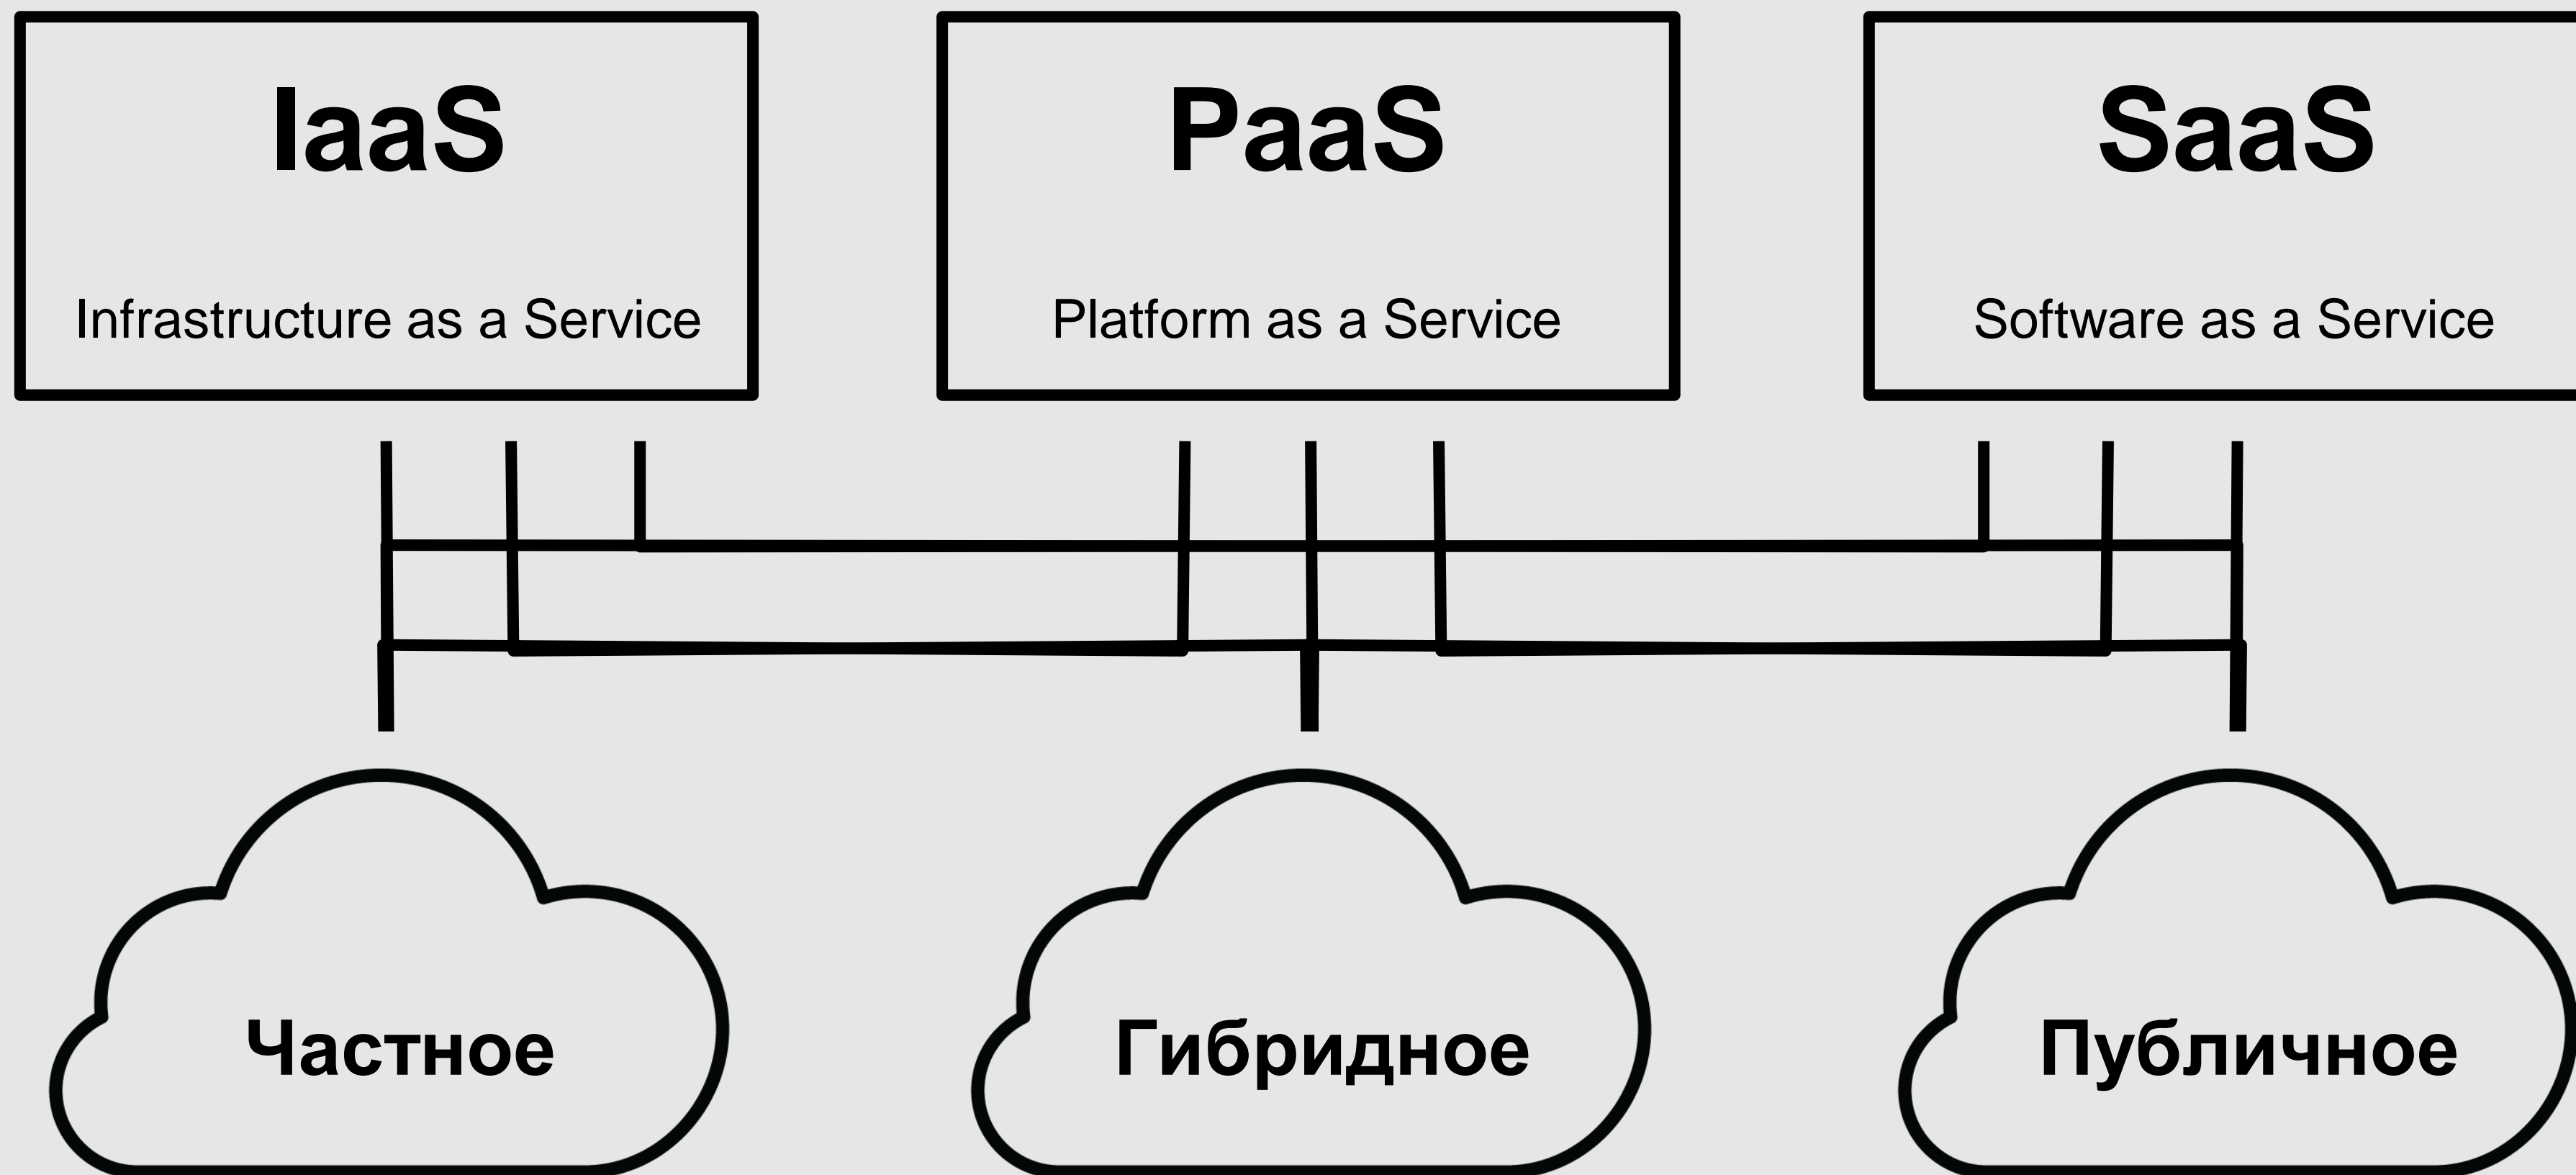 IaaS
Infrastructure as a Service
PaaS
Platform as a Service
SaaS
Software as a Service
Частное
Гибридное
Публичное